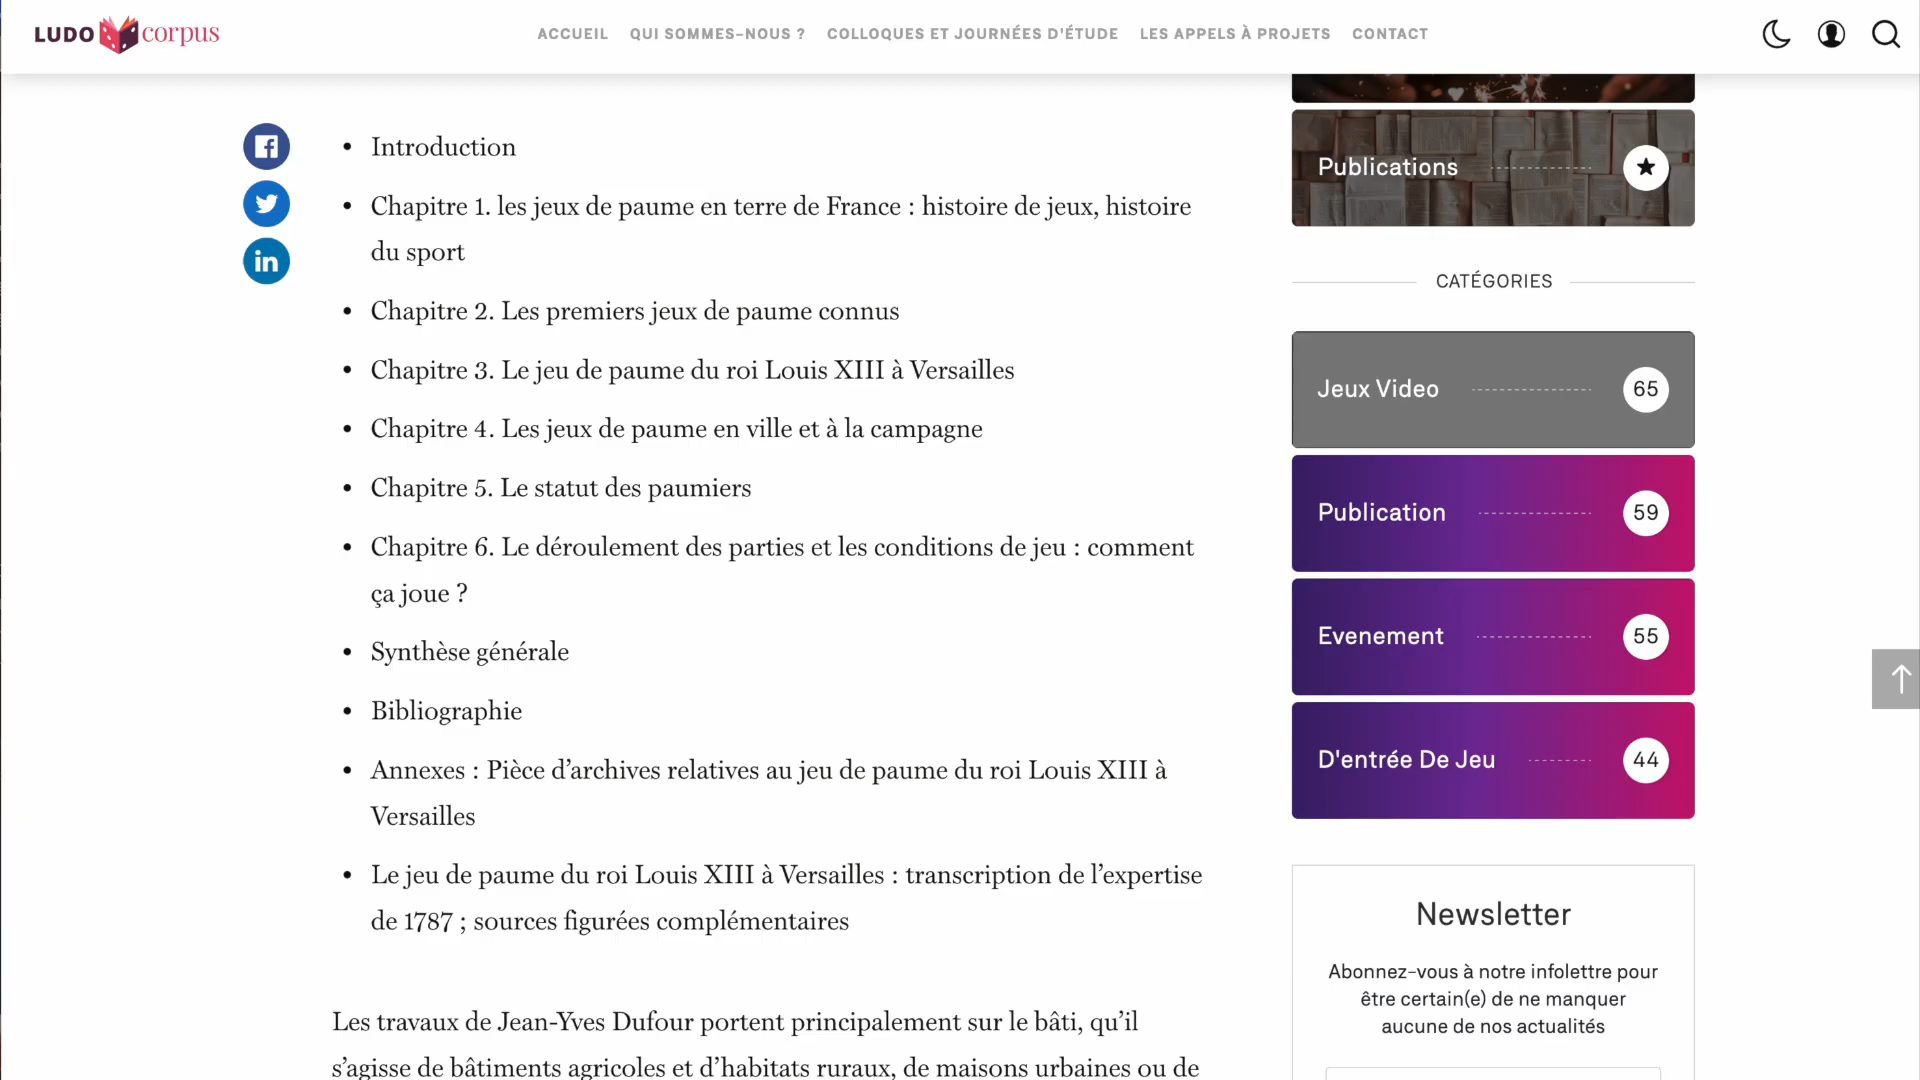 LUDO corpus
ACCUEIL QUI SOMMES-NOUS ? COLLOQUES ET JOURNÉES D'ÉTUDE LES APPELS À PROJETS CONTACT
• Introduction
• Chapitre 1. les jeux de paume en terre de France : histoire de jeux, histoire
du sport
• Chapitre 2. Les premiers jeux de paume connus
• Chapitre 3. Le jeu de paume du roi Louis XIII à Versailles
• Chapitre 4. Les jeux de paume en ville et à la campagne
• Chapitre 5. Le statut des paumiers
• Chapitre 6. Le déroulement des parties et les conditions de jeu : comment
ça joue ?
• Synthèse générale
• Bibliographie
• Annexes : Pièce d’archives relatives au jeu de paume du roi Louis XIII à
Versailles
• Le jeu de paume du roi Louis XIII à Versailles : transcription de l’expertise
de 1787 ; sources figurées complémentaires
Les travaux de Jean-Yves Dufour portent principalement sur le bâti, qu’il
s’agisse de bâtiments agricoles et d’habitats ruraux, de maisons urbaines ou de
Publications
CATÉGORIES
Jeux Video 65
Publication 59
Evenement 55
D'entrée De Jeu 44
Newsletter
Abonnez-vous à notre infolettre pour
être certain(e) de ne manquer
aucune de nos actualités